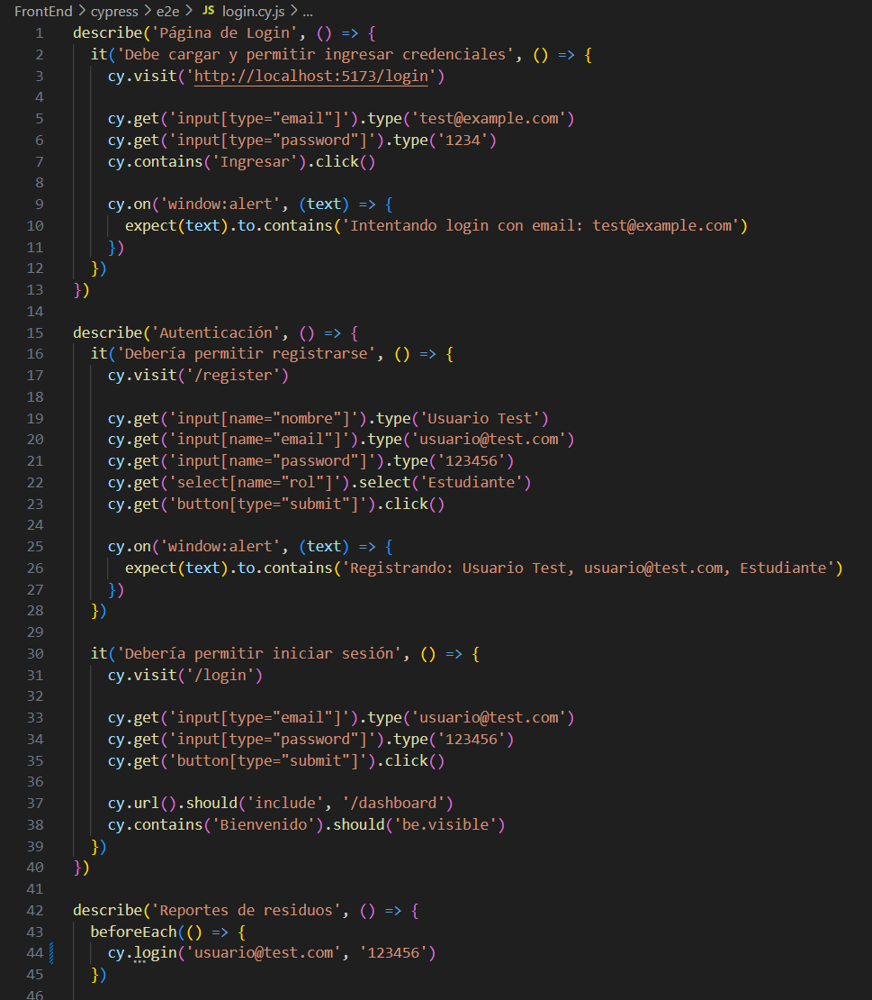 FrontEnd > cypress > e2e > JS login.cy.js > ...
1 describe('Página de Login', () => {
2 it('Debe cargar y permitir ingresar credenciales', () => {
3 cy.visit('http://localhost:5173/login')
4
5 cy.get('input[type="email"]').type('test@example.com')
6 cy.get('input[type="password"]').type('1234')
7 cy.contains('Ingresar').click()
8
9 cy.on('window:alert', (text) => {
10 expect(text).to.contains('Intentando login con email: test@example.com')
11 })
12 })
13 })
14
15 describe('Autenticación', () => {
16 it('Debería permitir registrarse', () => {
17 cy.visit('/register')
18
19 cy.get('input[name="nombre"]').type('Usuario Test')
20 cy.get('input[name="email"]').type('usuario@test.com')
21 cy.get('input[name="password"]').type('123456')
22 cy.get('select[name="rol"]').select('Estudiante')
23 cy.get('button[type="submit"]').click()
24
25 cy.on('window:alert', (text) => {
26 expect(text).to.contains('Registrando: Usuario Test, usuario@test.com, Estudiante')
27 })
28 })
29
30 it('Debería permitir iniciar sesión', () => {
31 cy.visit('/login')
32
33 cy.get('input[type="email"]').type('usuario@test.com')
34 cy.get('input[type="password"]').type('123456')
35 cy.get('button[type="submit"]').click()
36
37 cy.url().should('include', '/dashboard')
38 cy.contains('Bienvenido').should('be.visible')
39 })
40 })
41
42 describe('Reportes de residuos', () => {
43 beforeEach(() => {
44 cy.login('usuario@test.com', '123456')
45 })
46